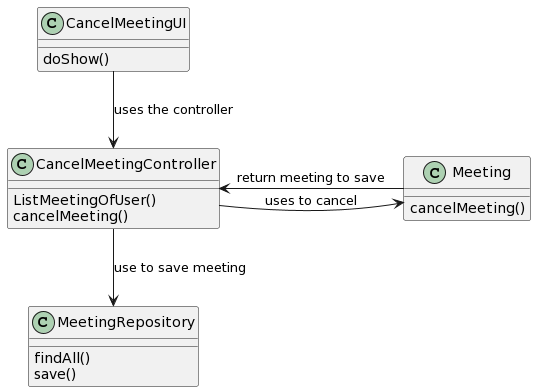 C CancelMeetingUI
doShow()
uses the controller
C CancelMeetingController
ListMeetingOfUser()
cancelMeeting()
return meeting to save
uses to cancel
C Meeting
cancelMeeting()
use to save meeting
C MeetingRepository
findAll()
save()